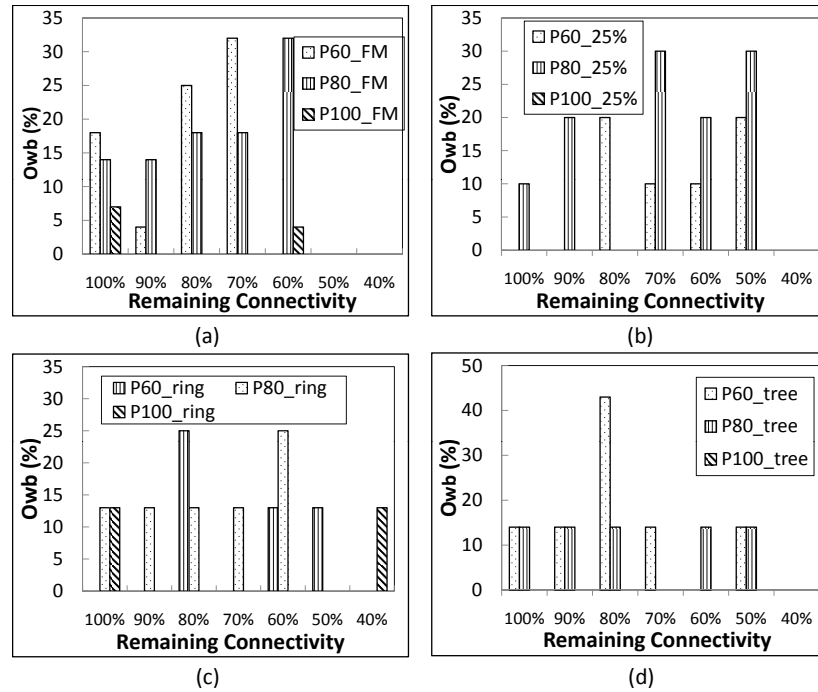 35
30
25
20
15
10
5
0
Owb (%)
P60_FM
P80_FM
P100_FM
100% 90% 80% 70% 60% 50% 40%
Remaining Connectivity
(a)
35
30
25
20
15
10
5
0
Owb (%)
P60_25%
P80_25%
P100_25%
100% 90% 80% 70% 60% 50% 40%
Remaining Connectivity
(b)
35
30
25
20
15
10
5
0
Owb (%)
P60_ring P80_ring
P100_ring
100% 90% 80% 70% 60% 50% 40%
Remaining Connectivity
(c)
50
40
30
20
10
0
Owb (%)
P60_tree
P80_tree
P100_tree
100% 90% 80% 70% 60% 50% 40%
Remaining Connectivity
(d)